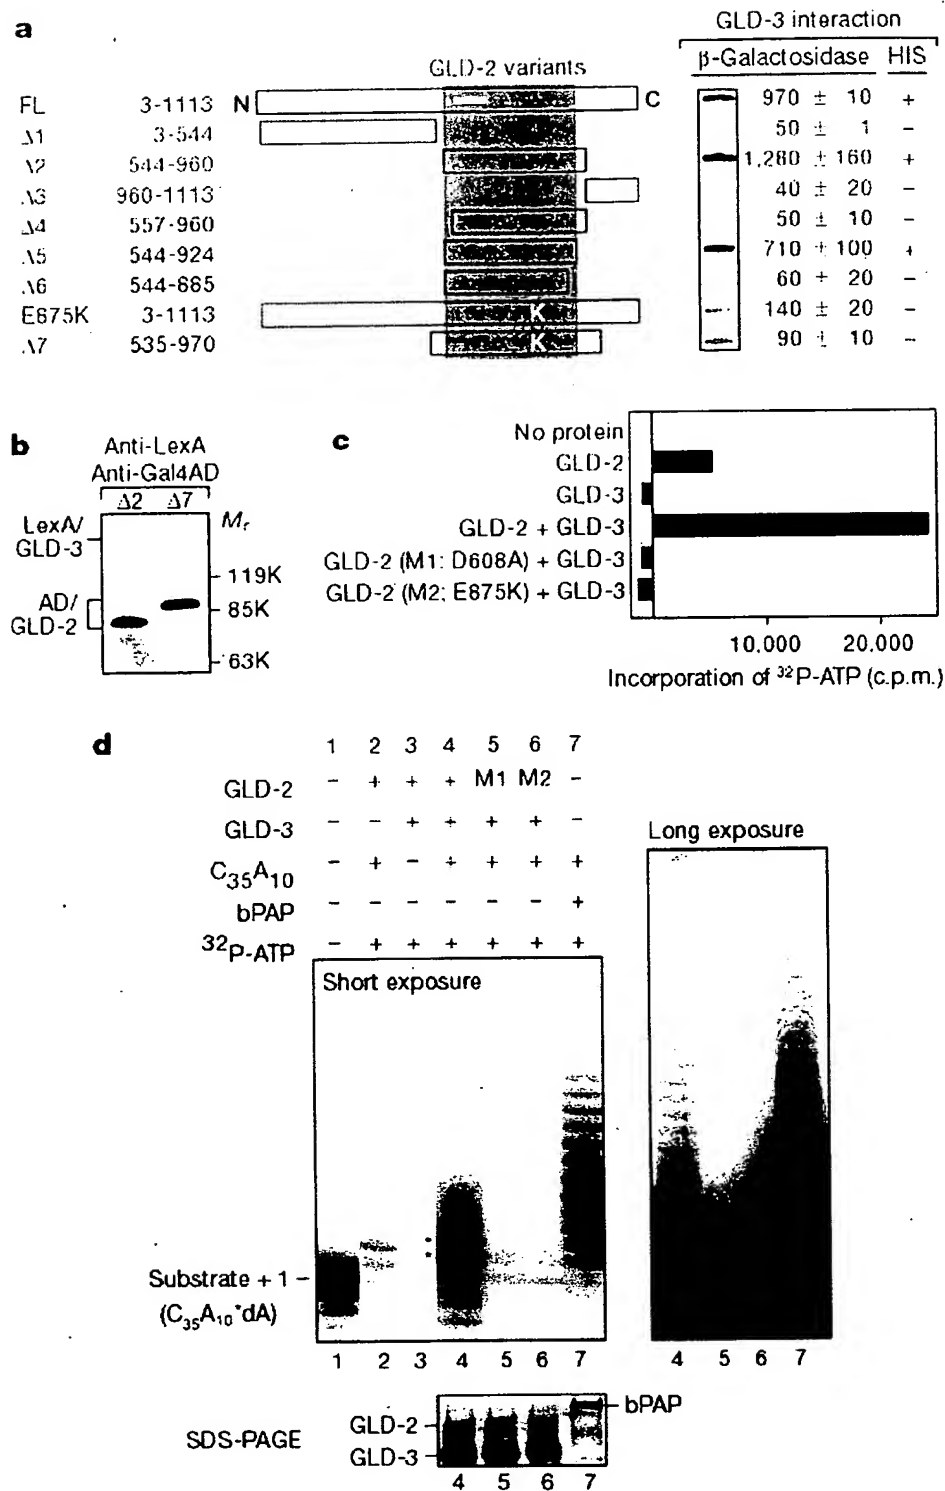 a
GLD-3 interaction
GLD-2 variants
β-Galactosidase HIS
FL 3-1113 N C 970 ± 10 +
Δ1 3-544 50 ± 1 −
Δ2 544-960 1,280 ± 160 +
Δ3 960-1113 40 ± 20 −
Δ4 557-960 50 ± 10 −
Δ5 544-924 710 ± 100 +
Δ6 544-885 60 ± 20 −
E875K 3-1113 K 140 ± 20 −
Δ7 535-970 K 90 ± 10 −
b
Anti-LexA
Anti-Gal4AD
Δ2 Δ7
LexA/
GLD-3
Mr
119K
AD/
GLD-2
85K
63K
c
No protein
GLD-2
GLD-3
GLD-2 + GLD-3
GLD-2 (M1: D608A) + GLD-3
GLD-2 (M2: E875K) + GLD-3
10,000 20,000
Incorporation of ³²P-ATP (c.p.m.)
d
1 2 3 4 5 6 7
GLD-2 − + + + M1 M2 −
GLD-3 − − + + + + −
C₃₅A₁₀ − + − + + + +
bPAP − − − − − − +
³²P-ATP − + + + + + +
Long exposure
Short exposure
Substrate + 1
(C₃₅A₁₀*dA)
1 2 3 4 5 6 7
4 5 6 7
SDS-PAGE
GLD-2
GLD-3
bPAP
4 5 6 7